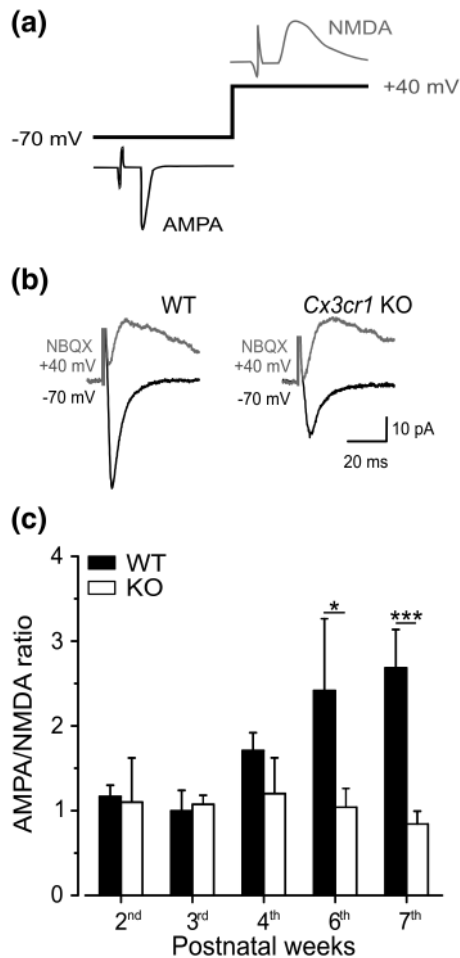 (a)
NMDA
+40 mV
-70 mV
AMPA
(b)
WT
Cx3cr1 KO
NBQX
+40 mV
-70 mV
NBQX
+40 mV
-70 mV
10 pA
20 ms
(c)
4
WT
KO
*
***
3
2
1
0
AMPA/NMDA ratio
2nd 3rd 4th 6th 7th
Postnatal weeks